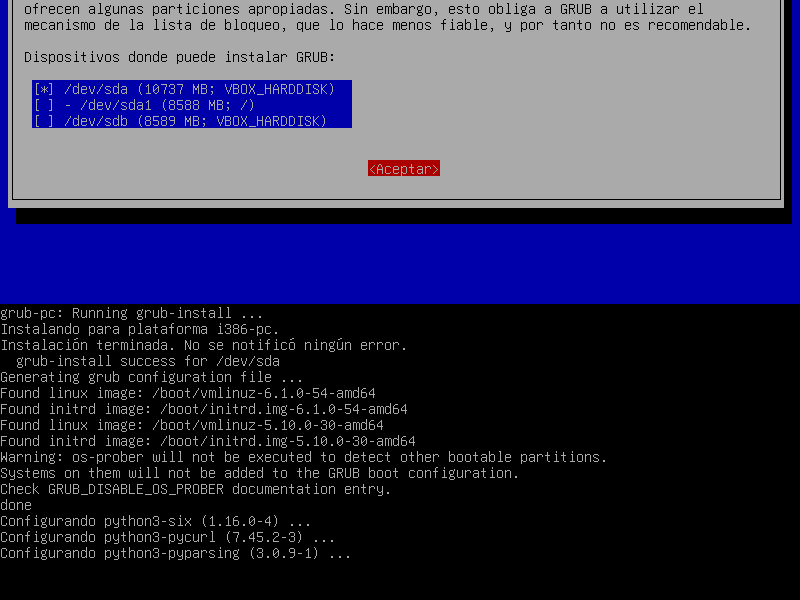 ofrecen algunas particiones apropiadas. Sin embargo, esto obliga a GRUB a utilizar el
mecanismo de la lista de bloqueo, que lo hace menos fiable, y por tanto no es recomendable.
Dispositivos donde puede instalar GRUB:
[*] /dev/sda (10737 MB; VBOX_HARDDISK)
[ ] - /dev/sda1 (8588 MB; /)
[ ] /dev/sdb (8589 MB; VBOX_HARDDISK)
<Aceptar>
grub-pc: Running grub-install ...
Instalando para plataforma i386-pc.
Instalación terminada. No se notificó ningún error.
  grub-install success for /dev/sda
Generating grub configuration file ...
Found linux image: /boot/vmlinuz-6.1.0-54-amd64
Found initrd image: /boot/initrd.img-6.1.0-54-amd64
Found linux image: /boot/vmlinuz-5.10.0-30-amd64
Found initrd image: /boot/initrd.img-5.10.0-30-amd64
Warning: os-prober will not be executed to detect other bootable partitions.
Systems on them will not be added to the GRUB boot configuration.
Check GRUB_DISABLE_OS_PROBER documentation entry.
done
Configurando python3-six (1.16.0-4) ...
Configurando python3-pycurl (7.45.2-3) ...
Configurando python3-pyparsing (3.0.9-1) ...